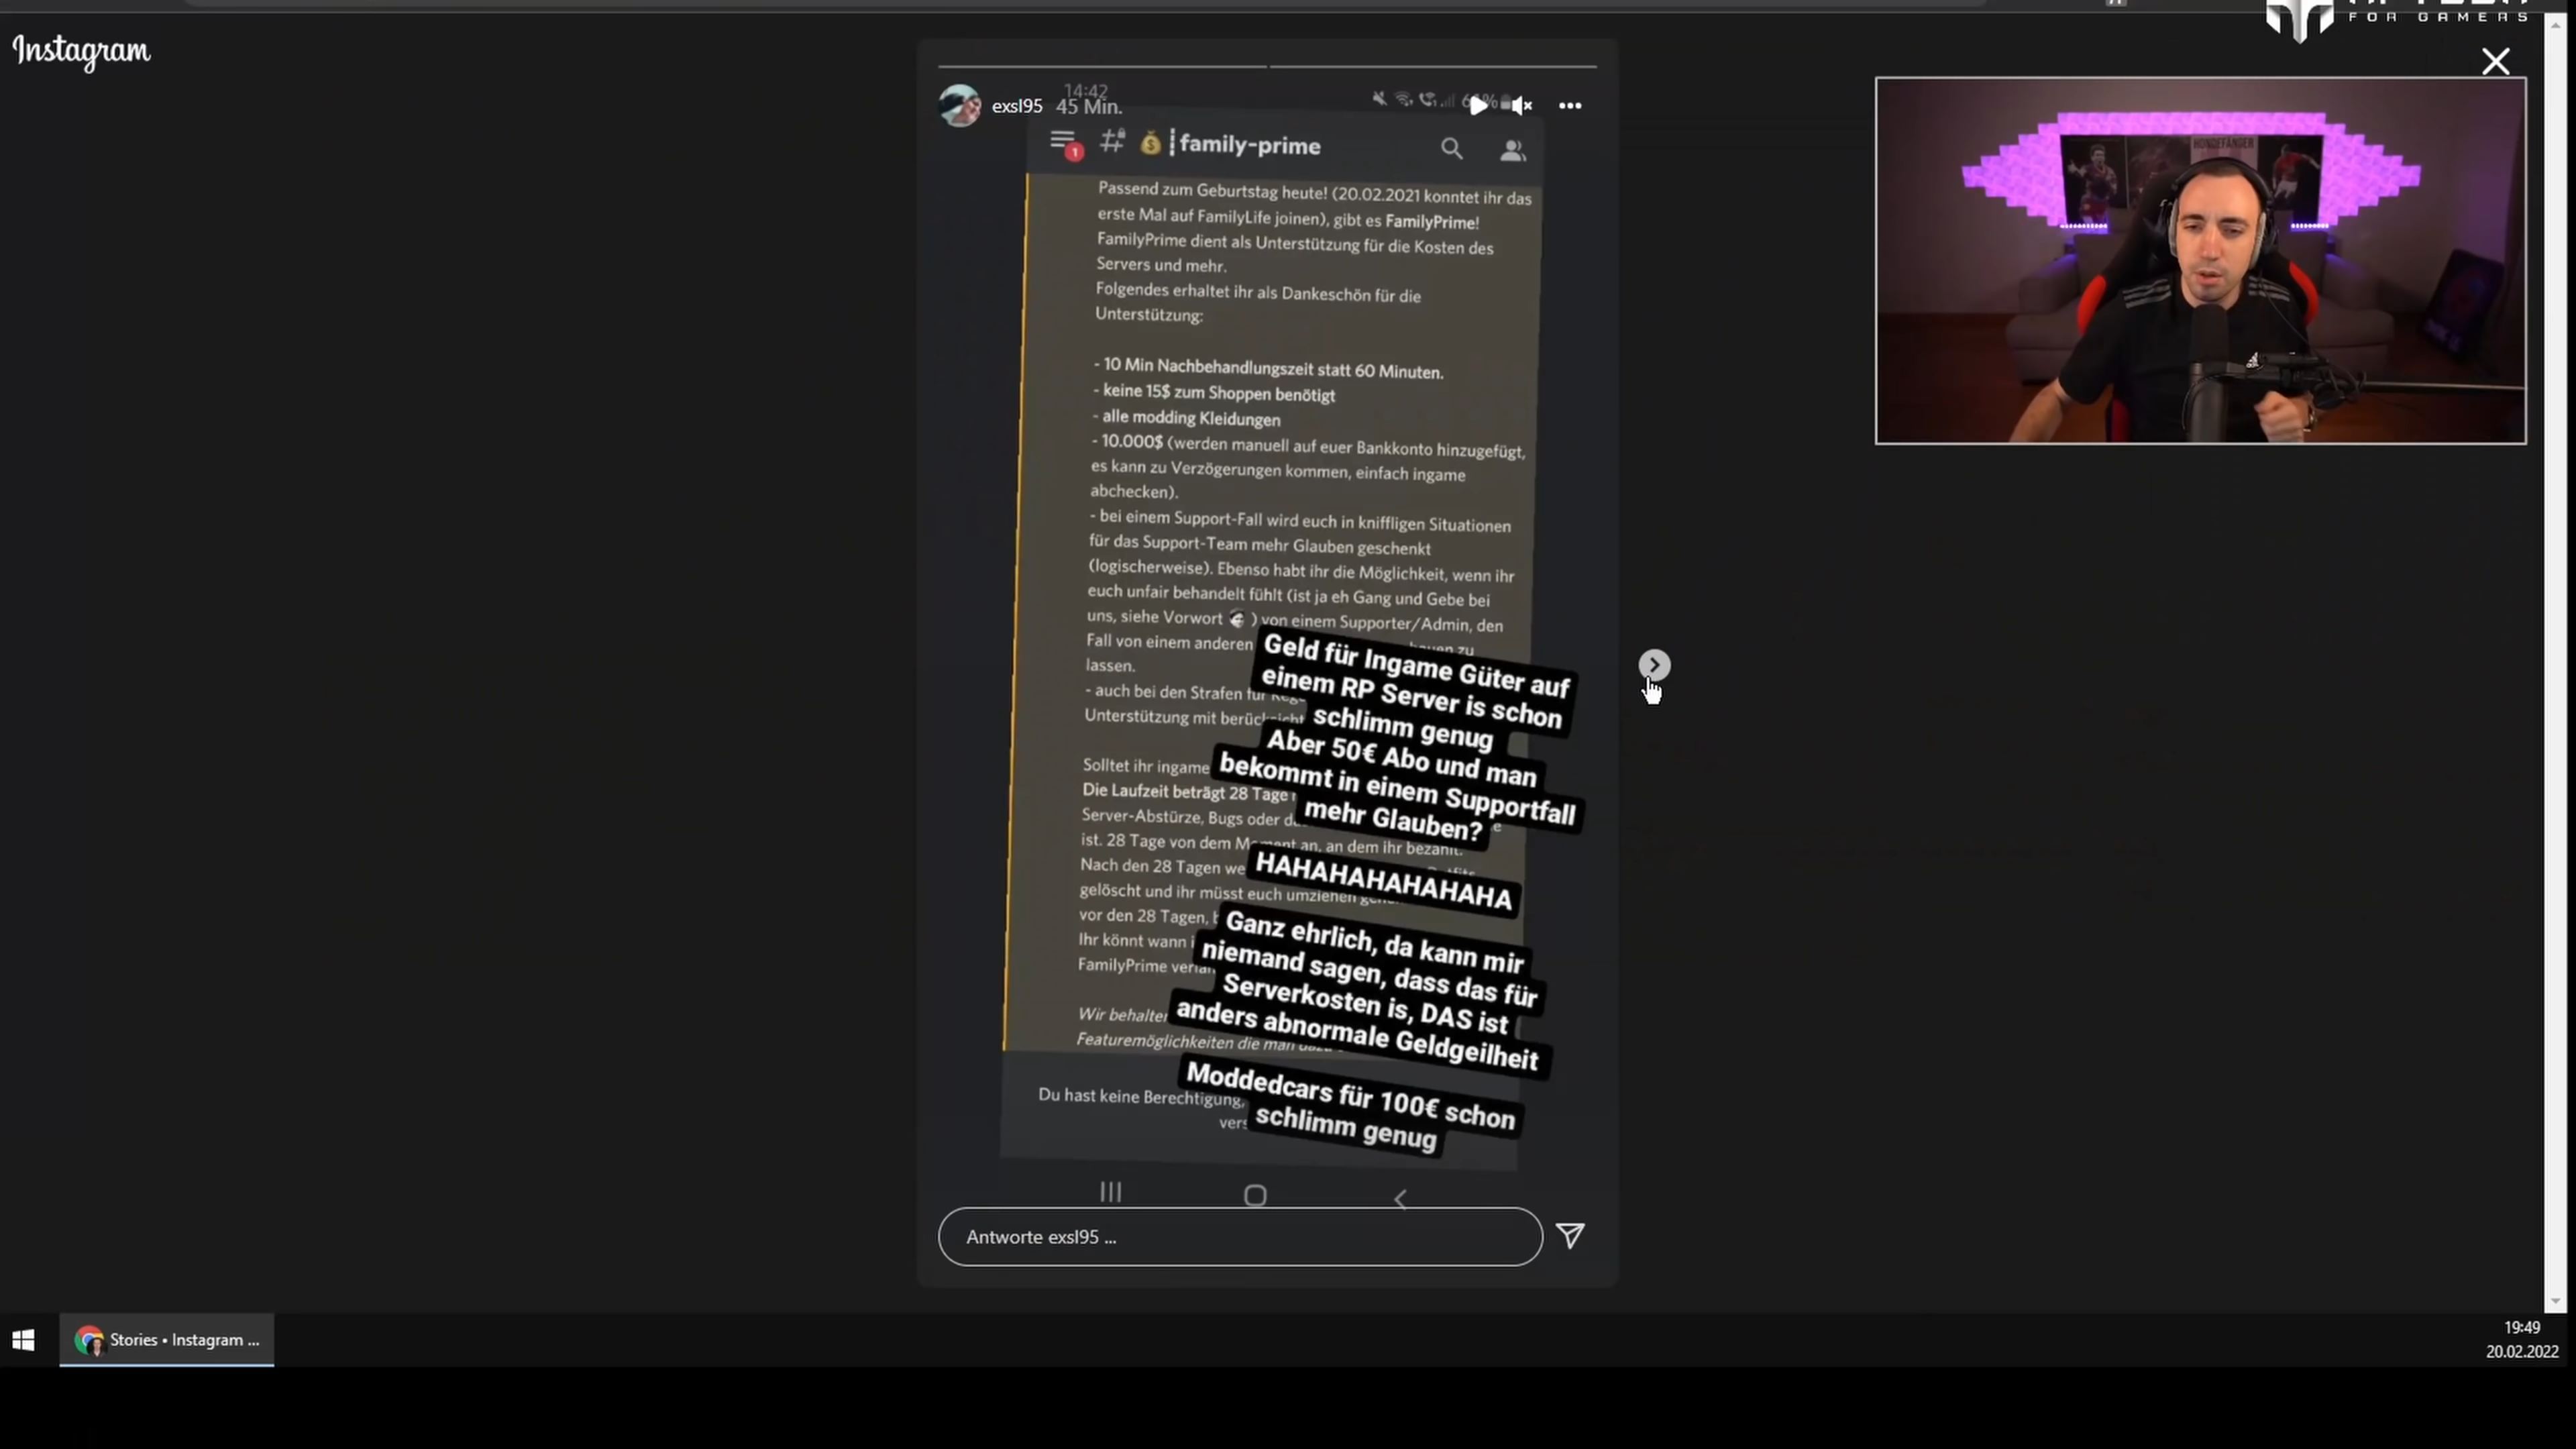 Instagram
FOR GAMERS
14:42
exsl95 45 Min.
1
family-prime
Passend zum Geburtstag heute! (20.02.2021 konntet ihr das
erste Mal auf FamilyLife joinen), gibt es FamilyPrime!
FamilyPrime dient als Unterstützung für die Kosten des
Servers und mehr.
Folgendes erhaltet ihr als Dankeschön für die
Unterstützung:
- 10 Min Nachbehandlungszeit statt 60 Minuten.
- keine 15$ zum Shoppen benötigt
- alle modding Kleidungen
- 10.000$ (werden manuell auf euer Bankkonto hinzugefügt,
es kann zu Verzögerungen kommen, einfach ingame
abchecken).
- bei einem Support-Fall wird euch in kniffligen Situationen
für das Support-Team mehr Glauben geschenkt
(logischerweise). Ebenso habt ihr die Möglichkeit, wenn ihr
euch unfair behandelt fühlt (ist ja eh Gang und Gebe bei
uns, siehe Vorwort ) von einem Supporter/Admin, den
Fall von einem anderen zu
lassen.
- auch bei den Strafen für
Unterstützung mit
Solltet ihr ingame
Die Laufzeit beträgt 28 Tage
Server-Abstürze, Bugs oder
ist. 28 Tage von dem Moment an, an dem ihr bezahlt.
Nach den 28 Tagen
gelöscht und ihr müsst euch umziehen
vor den 28 Tagen,
Ihr könnt wann
FamilyPrime
Wir behalten
Featuremöglichkeiten die man
Du hast keine Berechtigung,
Geld für Ingame Güter auf
einem RP Server is schon
schlimm genug
Aber 50€ Abo und man
bekommt in einem Supportfall
mehr Glauben?
HAHAHAHAHAHAHA
Ganz ehrlich, da kann mir
niemand sagen, dass das für
Serverkosten is, DAS ist
anders abnormale Geldgeilheit
Moddedcars für 100€ schon
schlimm genug
Antworte exsl95 ...
Stories • Instagram ...
19:49
20.02.2022